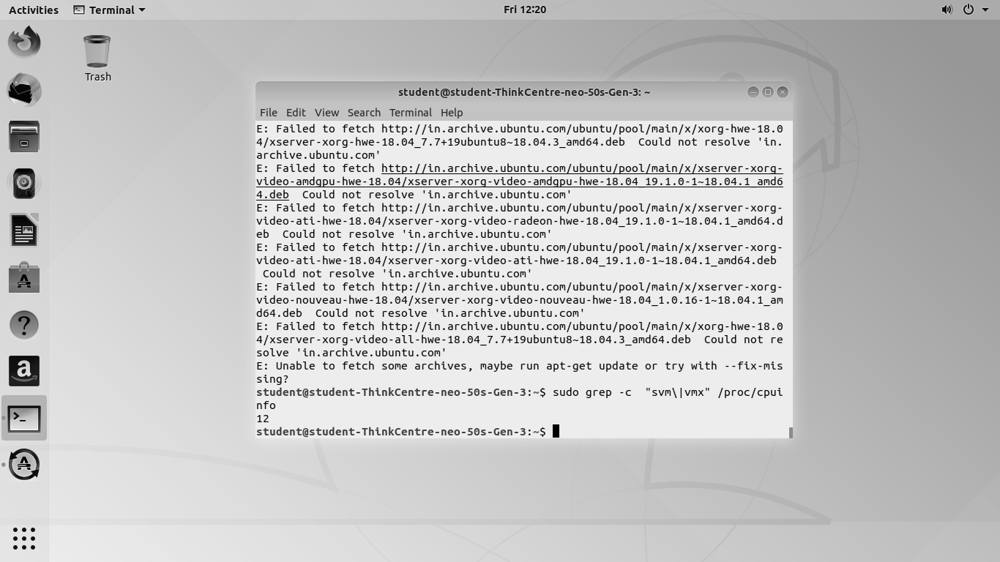 Activities
Terminal
Fri 12:20
Trash
student@student-ThinkCentre-neo-50s-Gen-3: ~
File Edit View Search Terminal Help
E: Failed to fetch http://in.archive.ubuntu.com/ubuntu/pool/main/x/xorg-hwe-18.0
4/xserver-xorg-hwe-18.04_7.7+19ubuntu8~18.04.3_amd64.deb  Could not resolve 'in.
archive.ubuntu.com'
E: Failed to fetch http://in.archive.ubuntu.com/ubuntu/pool/main/x/xserver-xorg-
video-amdgpu-hwe-18.04/xserver-xorg-video-amdgpu-hwe-18.04_19.1.0-1~18.04.1_amd6
4.deb  Could not resolve 'in.archive.ubuntu.com'
E: Failed to fetch http://in.archive.ubuntu.com/ubuntu/pool/main/x/xserver-xorg-
video-ati-hwe-18.04/xserver-xorg-video-radeon-hwe-18.04_19.1.0-1~18.04.1_amd64.d
eb  Could not resolve 'in.archive.ubuntu.com'
E: Failed to fetch http://in.archive.ubuntu.com/ubuntu/pool/main/x/xserver-xorg-
video-ati-hwe-18.04/xserver-xorg-video-ati-hwe-18.04_19.1.0-1~18.04.1_amd64.deb
 Could not resolve 'in.archive.ubuntu.com'
E: Failed to fetch http://in.archive.ubuntu.com/ubuntu/pool/main/x/xserver-xorg-
video-nouveau-hwe-18.04/xserver-xorg-video-nouveau-hwe-18.04_1.0.16-1~18.04.1_am
d64.deb  Could not resolve 'in.archive.ubuntu.com'
E: Failed to fetch http://in.archive.ubuntu.com/ubuntu/pool/main/x/xorg-hwe-18.0
4/xserver-xorg-video-all-hwe-18.04_7.7+19ubuntu8~18.04.3_amd64.deb  Could not re
solve 'in.archive.ubuntu.com'
E: Unable to fetch some archives, maybe run apt-get update or try with --fix-mis
sing?
student@student-ThinkCentre-neo-50s-Gen-3:~$ sudo grep -c  "svm\|vmx" /proc/cpui
nfo
12
student@student-ThinkCentre-neo-50s-Gen-3:~$